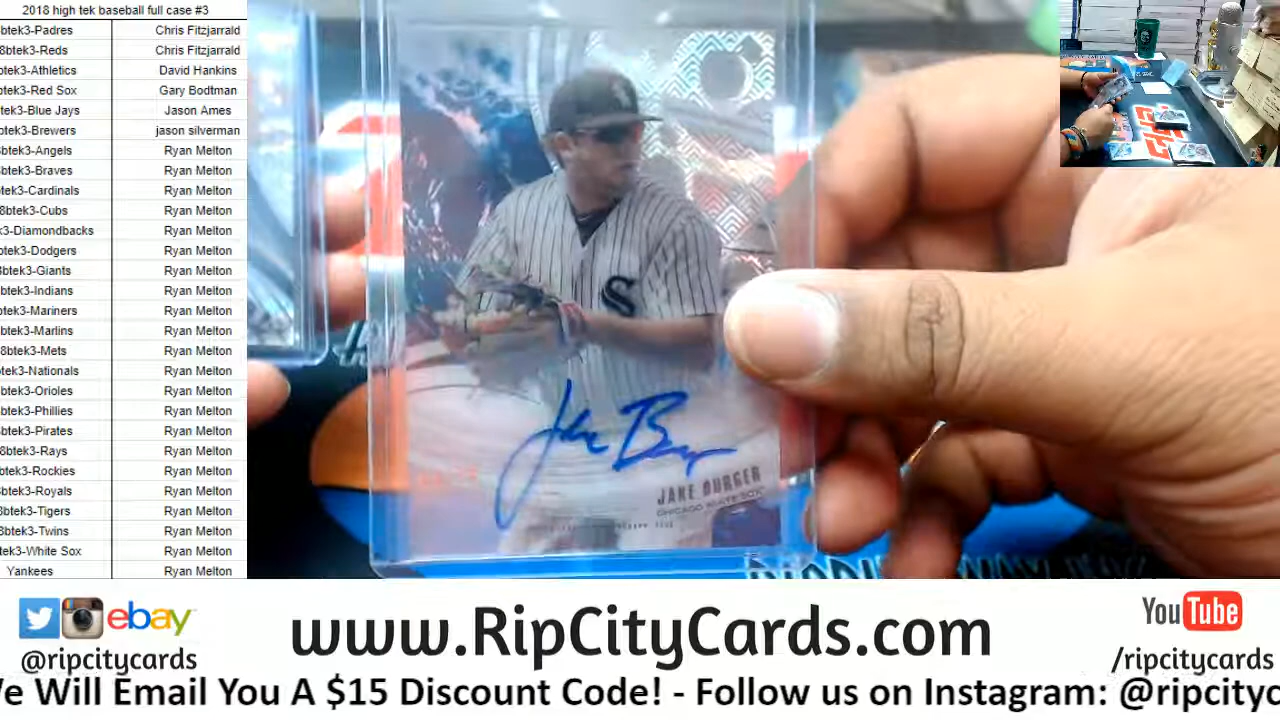 2018 high tek baseball full case #3
btek3-Padres Chris Fitzjarrald
8btek3-Reds Chris Fitzjarrald
btek3-Athletics David Hankins
btek3-Red Sox Gary Bodtman
btek3-Blue Jays Jason Ames
btek3-Brewers jason silverman
btek3-Angels Ryan Melton
btek3-Braves Ryan Melton
btek3-Cardinals Ryan Melton
8btek3-Cubs Ryan Melton
k3-Diamondbacks Ryan Melton
btek3-Dodgers Ryan Melton
8btek3-Giants Ryan Melton
btek3-Indians Ryan Melton
btek3-Mariners Ryan Melton
btek3-Marlins Ryan Melton
8btek3-Mets Ryan Melton
btek3-Nationals Ryan Melton
btek3-Orioles Ryan Melton
btek3-Phillies Ryan Melton
btek3-Pirates Ryan Melton
8btek3-Rays Ryan Melton
btek3-Rockies Ryan Melton
btek3-Royals Ryan Melton
8btek3-Tigers Ryan Melton
8btek3-Twins Ryan Melton
tek3-White Sox Ryan Melton
Yankees Ryan Melton
JAKE BURGER
CHICAGO WHITE SOX
ebay
@ripcitycards
www.RipCityCards.com
YouTube
/ripcitycards
e Will Email You A $15 Discount Code! - Follow us on Instagram: @ripcityc